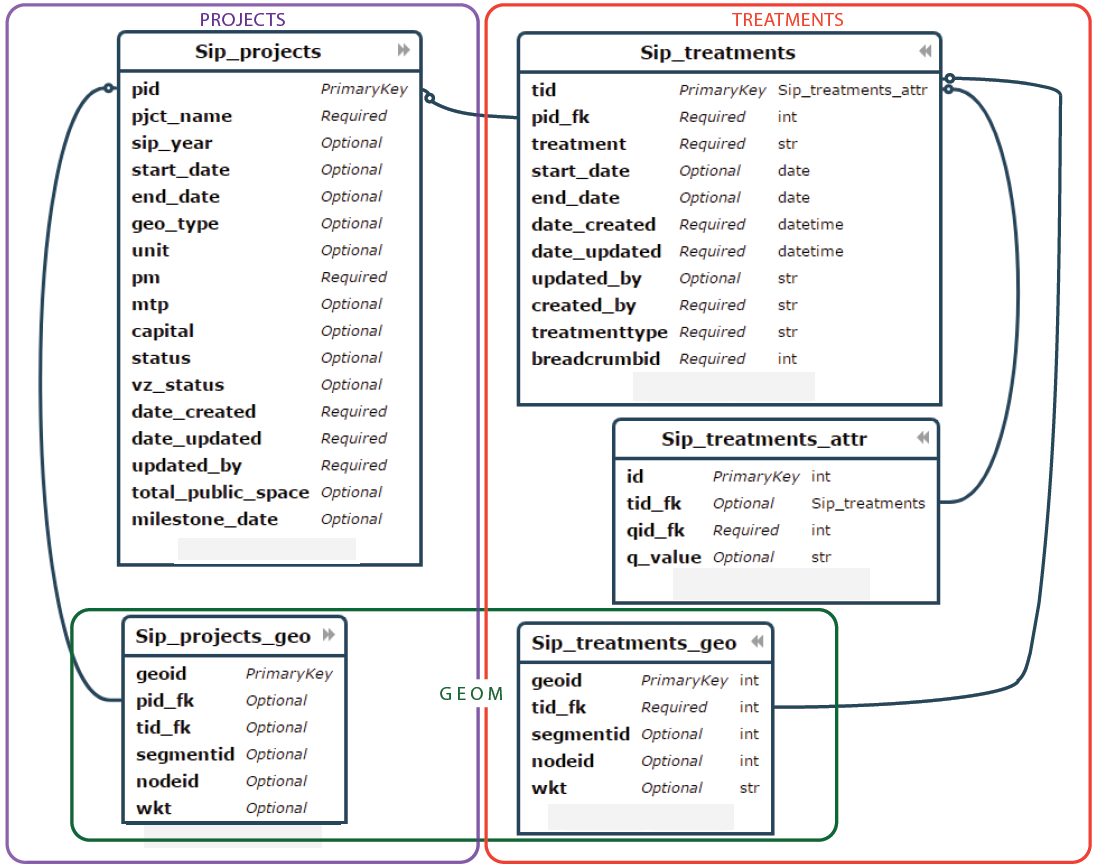 PROJECTS
Sip_projects
pid PrimaryKey
pjct_name Required
sip_year Optional
start_date Optional
end_date Optional
geo_type Optional
unit Optional
pm Required
mtp Optional
capital Optional
status Optional
vz_status Optional
date_created Required
date_updated Required
updated_by Required
total_public_space Optional
milestone_date Optional
TREATMENTS
Sip_treatments
tid PrimaryKey Sip_treatments_attr
pid_fk Required int
treatment Required str
start_date Optional date
end_date Optional date
date_created Required datetime
date_updated Required datetime
updated_by Optional str
created_by Required str
treatmenttype Required str
breadcrumbid Required int
Sip_treatments_attr
id PrimaryKey int
tid_fk Optional Sip_treatments
qid_fk Required int
q_value Optional str
GEOM
Sip_projects_geo
geoid PrimaryKey
pid_fk Optional
tid_fk Optional
segmentid Optional
nodeid Optional
wkt Optional
Sip_treatments_geo
geoid PrimaryKey int
tid_fk Required int
segmentid Optional int
nodeid Optional int
wkt Optional str